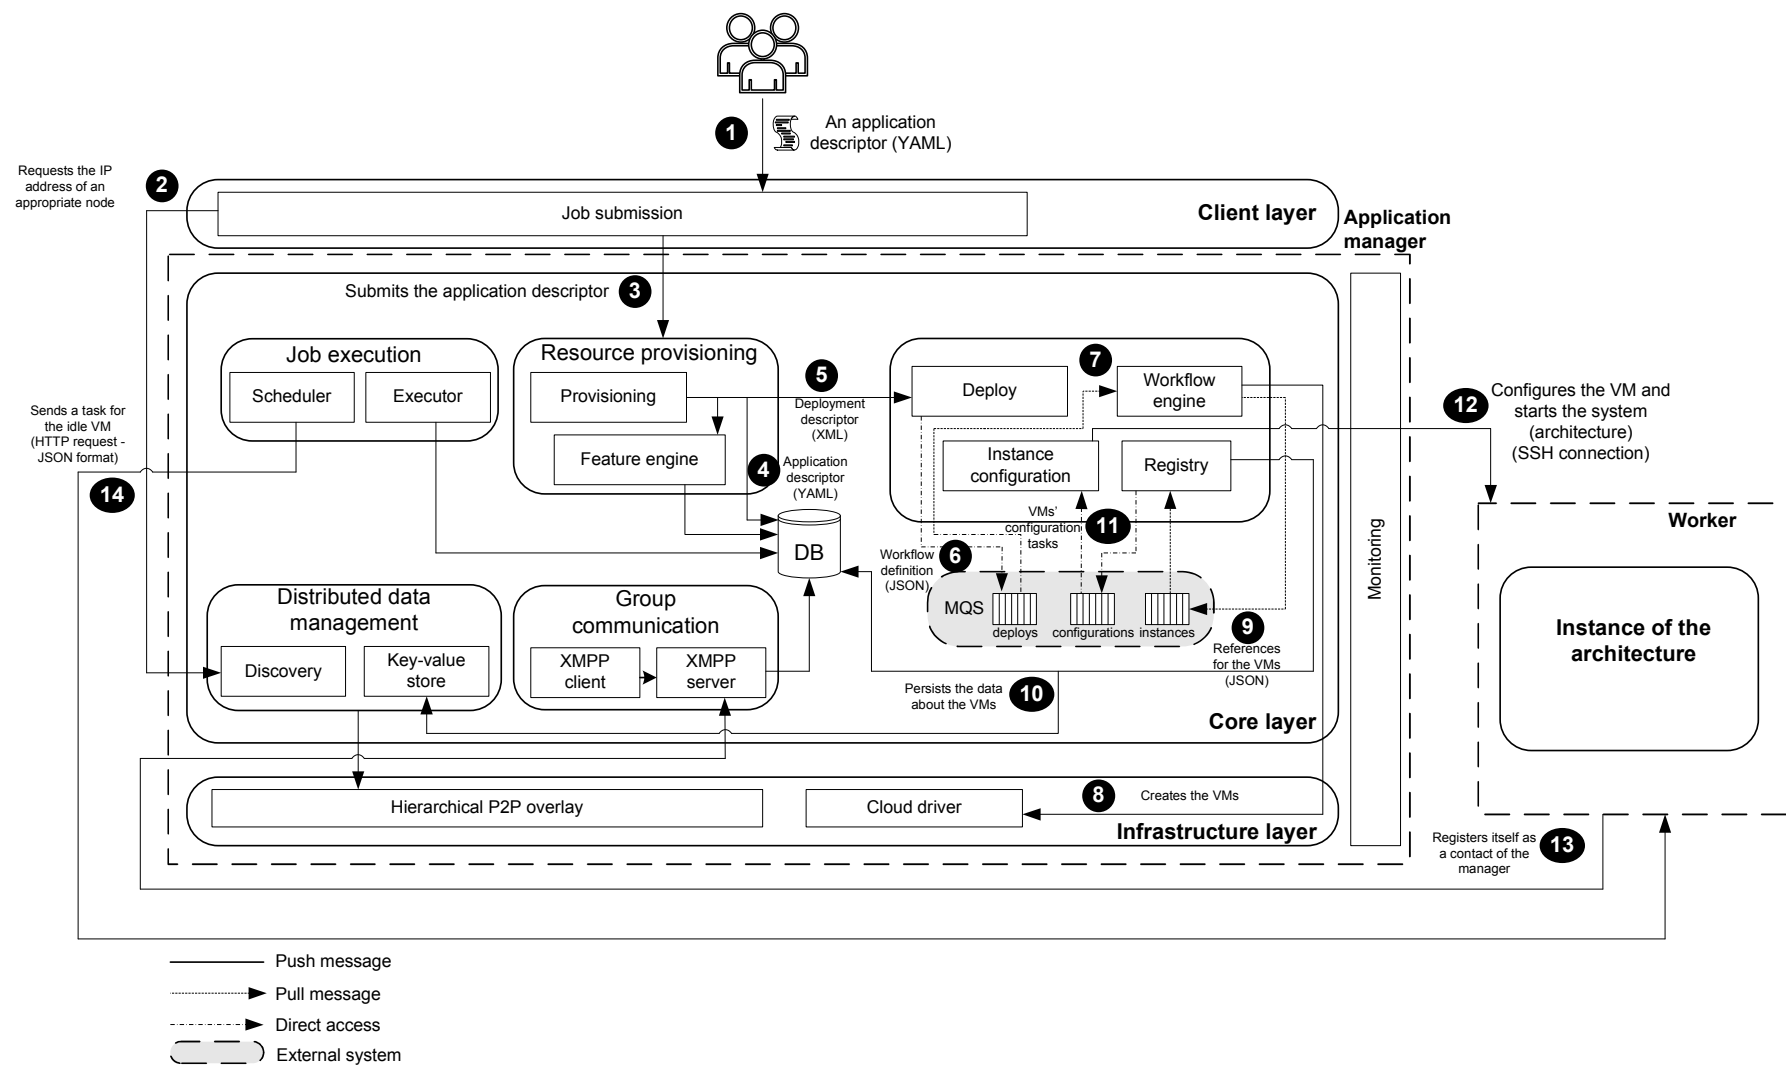 1
An application
descriptor (YAML)
Requests the IP
address of an
appropriate node
2
Job submission
Client layer
Application
manager
Submits the application descriptor
3
Job execution
Scheduler
Executor
Resource provisioning
Provisioning
Feature engine
5
Deployment
descriptor
(XML)
4
Application
descriptor
(YAML)
DB
7
Deploy
Workflow
engine
Instance
configuration
Registry
12
Configures the VM and
starts the system
(architecture)
(SSH connection)
Sends a task for
the idle VM
(HTTP request -
JSON format)
14
VMs'
configuration
tasks
11
Workflow
definition
(JSON)
6
MQS
deploys
configurations
instances
9
References
for the VMs
(JSON)
Monitoring
Worker
Instance of the
architecture
Distributed data
management
Discovery
Key-value
store
Group
communication
XMPP
client
XMPP
server
Persists the data
about the VMs
10
Core layer
Hierarchical P2P overlay
Cloud driver
8
Creates the VMs
Infrastructure layer
Registers itself as
a contact of the
manager
13
Push message
Pull message
Direct access
External system